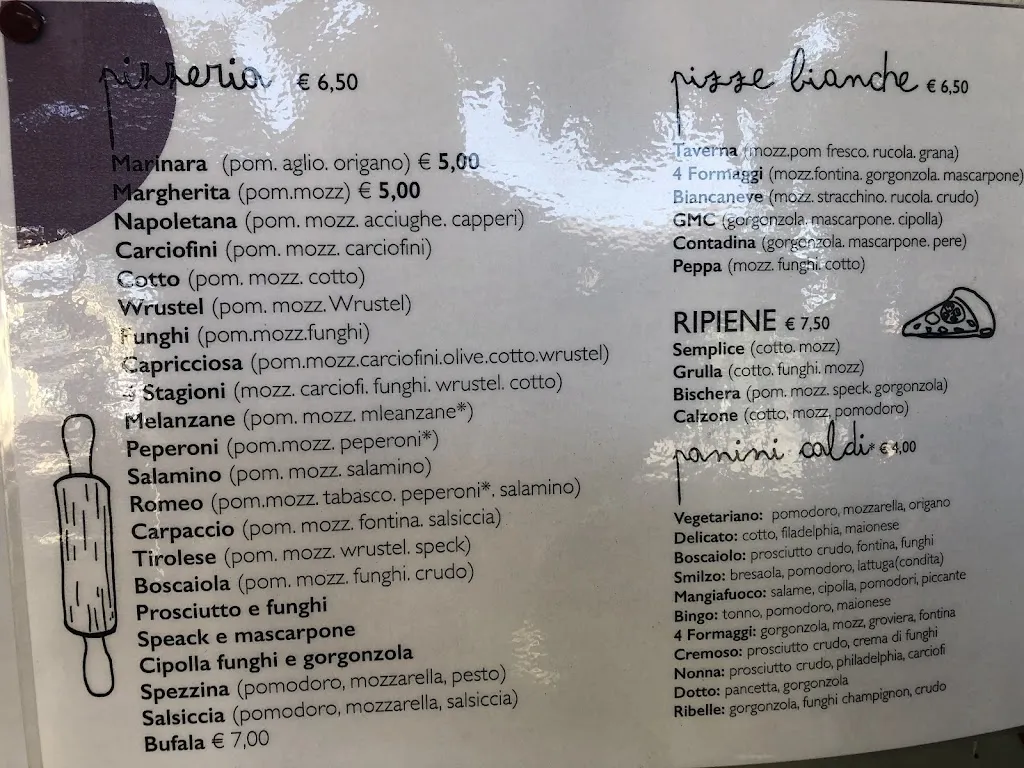 pizzeria € 6,50
Marinara (pom. aglio. origano) € 5,00
Margherita (pom.mozz) € 5,00
Napoletana (pom. mozz. acciughe. capperi)
Carciofini (pom. mozz. carciofini)
Cotto (pom. mozz. cotto)
Wrustel (pom. mozz. Wrustel)
Funghi (pom.mozz.funghi)
Capricciosa (pom.mozz.carciofini.olive.cotto.wrustel)
4 Stagioni (mozz. carciofi. funghi. wrustel. cotto)
Melanzane (pom. mozz. mleanzane*)
Peperoni (pom.mozz. peperoni*)
Salamino (pom. mozz. salamino)
Romeo (pom.mozz. tabasco. peperoni*. salamino)
Carpaccio (pom. mozz. fontina. salsiccia)
Tirolese (pom. mozz. wrustel. speck)
Boscaiola (pom. mozz. funghi. crudo)
Prosciutto e funghi
Speack e mascarpone
Cipolla funghi e gorgonzola
Spezzina (pomodoro, mozzarella, pesto)
Salsiccia (pomodoro, mozzarella, salsiccia)
Bufala € 7,00
pizze bianche € 6,50
Taverna (mozz.pom fresco. rucola. grana)
4 Formaggi (mozz.fontina. gorgonzola. mascarpone)
Biancaneve (mozz. stracchino. rucola. crudo)
GMC (gorgonzola. mascarpone. cipolla)
Contadina (gorgonzola. mascarpone. pere)
Peppa (mozz. funghi. cotto)
RIPIENE € 7,50
Semplice (cotto. mozz)
Grulla (cotto. funghi. mozz)
Bischera (pom. mozz. speck. gorgonzola)
Calzone (cotto, mozz, pomodoro)
panini caldi* € 4,00
Vegetariano: pomodoro, mozzarella, origano
Delicato: cotto, filadelphia, maionese
Boscaiolo: prosciutto crudo, fontina, funghi
Smilzo: bresaola, pomodoro, lattuga(condita)
Mangiafuoco: salame, cipolla, pomodori, piccante
Bingo: tonno, pomodoro, maionese
4 Formaggi: gorgonzola, mozz, groviera, fontina
Cremoso: prosciutto crudo, crema di funghi
Nonna: prosciutto crudo, philadelphia, carciofi
Dotto: pancetta, gorgonzola
Ribelle: gorgonzola, funghi champignon, crudo